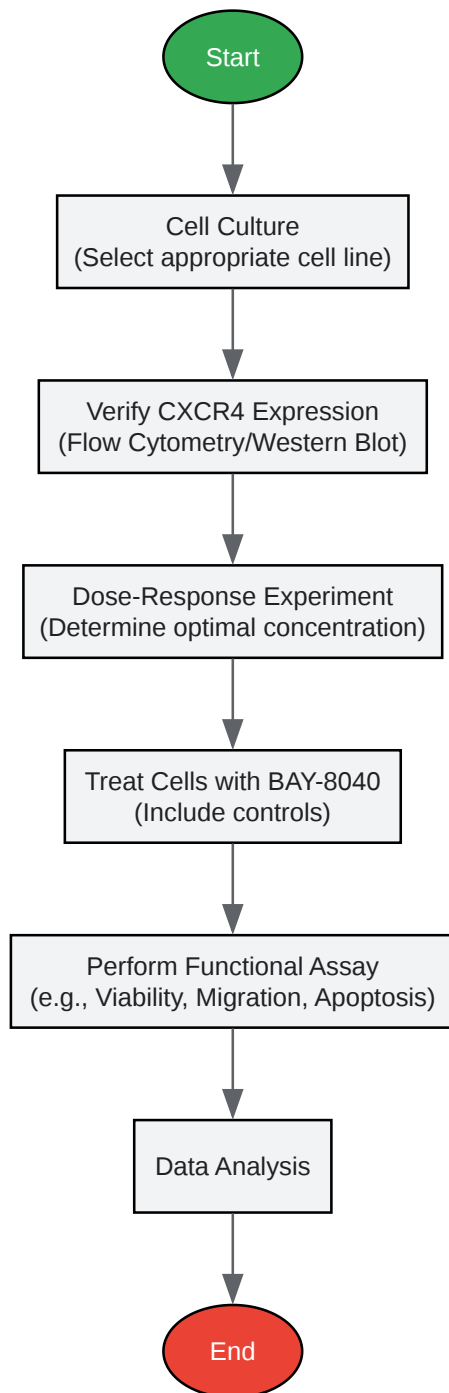 Start
Cell Culture
(Select appropriate cell line)
Verify CXCR4 Expression
(Flow Cytometry/Western Blot)
Dose-Response Experiment
(Determine optimal concentration)
Treat Cells with BAY-8040
(Include controls)
Perform Functional Assay
(e.g., Viability, Migration, Apoptosis)
Data Analysis
End